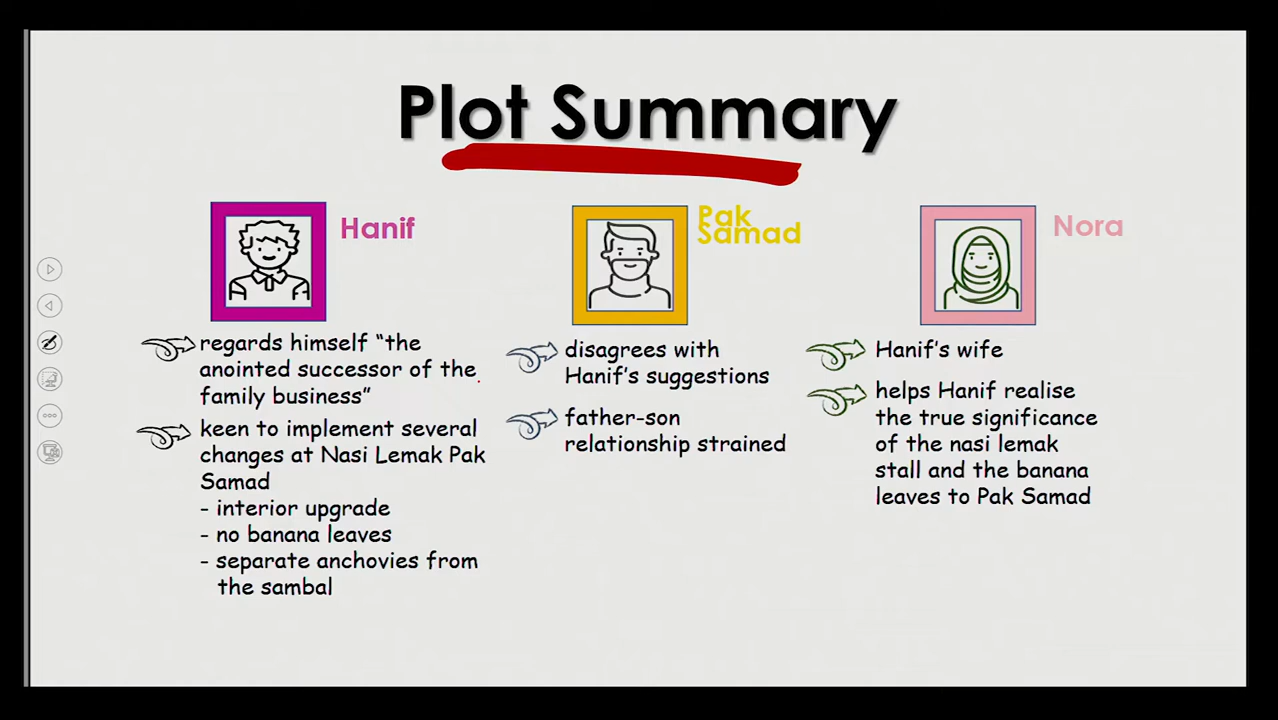 Plot Summary
Hanif
regards himself “the
anointed successor of the
family business”
keen to implement several
changes at Nasi Lemak Pak
Samad
- interior upgrade
- no banana leaves
- separate anchovies from
the sambal
Pak
Samad
disagrees with
Hanif’s suggestions
father-son
relationship strained
Nora
Hanif’s wife
helps Hanif realise
the true significance
of the nasi lemak
stall and the banana
leaves to Pak Samad